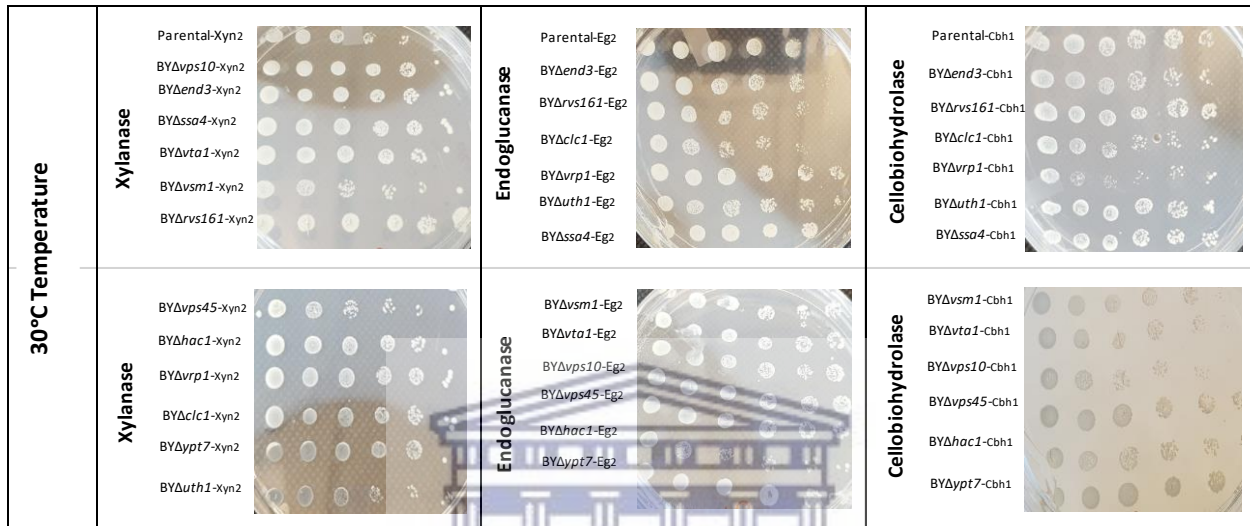 30°C Temperature
Xylanase
Parental-Xyn2
BYΔvps10-Xyn2
BYΔend3-Xyn2
BYΔssa4-Xyn2
BYΔvta1-Xyn2
BYΔvsm1-Xyn2
BYΔrvs161-Xyn2
Endoglucanase
Parental-Eg2
BYΔend3-Eg2
BYΔrvs161-Eg2
BYΔclc1-Eg2
BYΔvrp1-Eg2
BYΔuth1-Eg2
BYΔssa4-Eg2
Cellobiohydrolase
Parental-Cbh1
BYΔend3-Cbh1
BYΔrvs161-Cbh1
BYΔclc1-Cbh1
BYΔvrp1-Cbh1
BYΔuth1-Cbh1
BYΔssa4-Cbh1
Xylanase
BYΔvps45-Xyn2
BYΔhac1-Xyn2
BYΔvrp1-Xyn2
BYΔclc1-Xyn2
BYΔypt7-Xyn2
BYΔuth1-Xyn2
Endoglucanase
BYΔvsm1-Eg2
BYΔvta1-Eg2
BYΔvps10-Eg2
BYΔvps45-Eg2
BYΔhac1-Eg2
BYΔypt7-Eg2
Cellobiohydrolase
BYΔvsm1-Cbh1
BYΔvta1-Cbh1
BYΔvps10-Cbh1
BYΔvps45-Cbh1
BYΔhac1-Cbh1
BYΔypt7-Cbh1